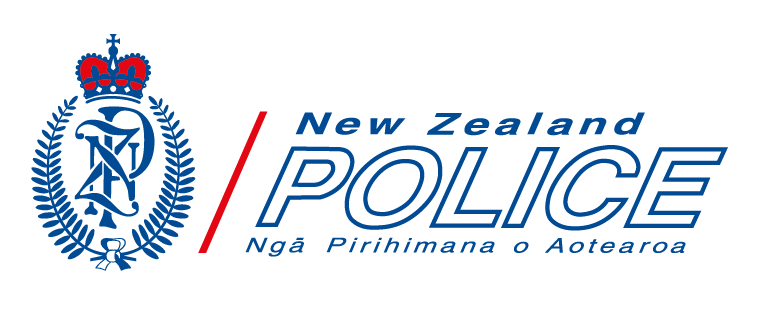 New Zealand
POLICE
Ngā Pirihimana o Aotearoa